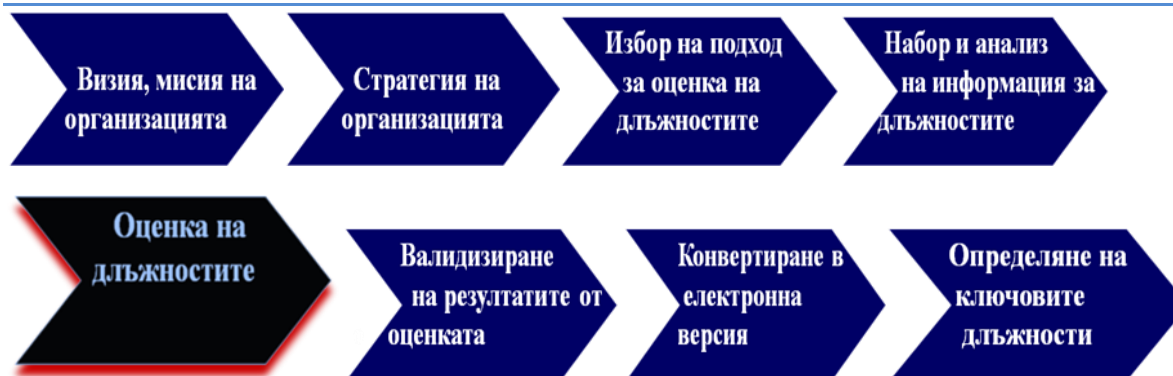 Визия, мисия на
организацията
Стратегия на
организацията
Избор на подход
за оценка на
длъжностите
Набор и анализ
на информация за
длъжностите
Оценка на
длъжностите
Валидизиране
на резултатите от
оценката
Конвертиране в
електронна
версия
Определяне на
ключовите
длъжности